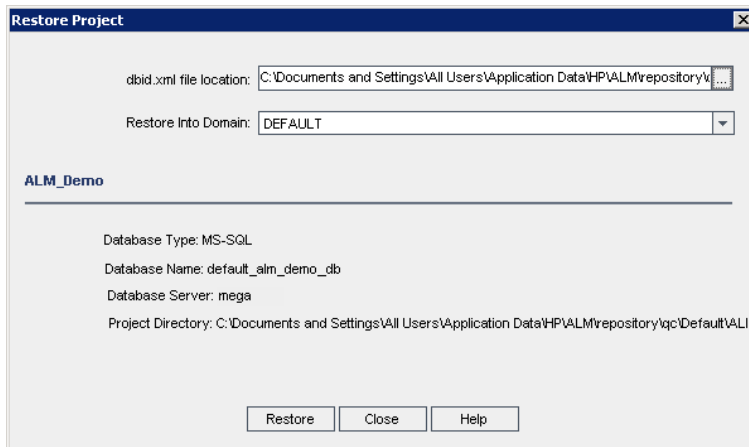 Restore Project
dbid.xml file location: C:\Documents and Settings\All Users\Application Data\HP\ALM\repository\ ...
Restore Into Domain: DEFAULT
ALM_Demo
Database Type: MS-SQL
Database Name: default_alm_demo_db
Database Server: mega
Project Directory: C:\Documents and Settings\All Users\Application Data\HP\ALM\repository\qc\Default\
Restore Close Help